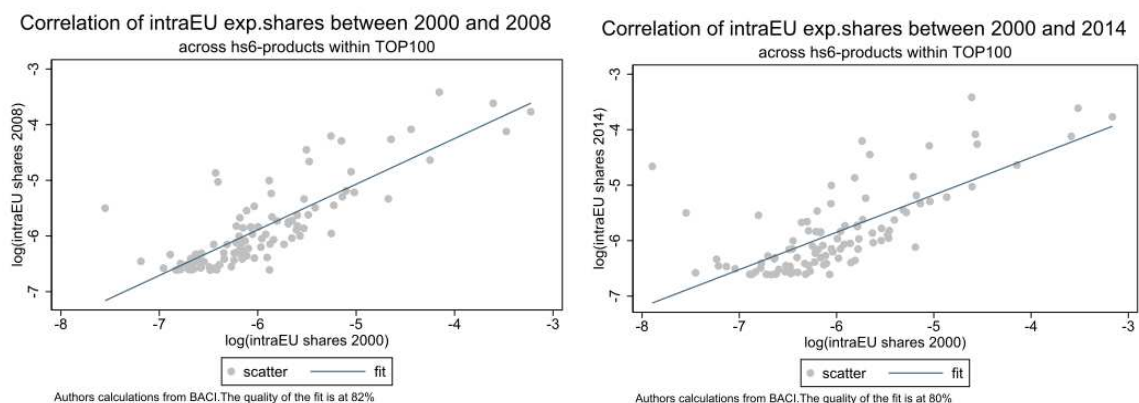 Correlation of intraEU exp.shares between 2000 and 2008
across hs6-products within TOP100
log(intraEU shares 2008)
-3
-4
-5
-6
-7
-8 -7 -6 -5 -4 -3
log(intraEU shares 2000)
scatter fit
Authors calculations from BACI.The quality of the fit is at 82%
Correlation of intraEU exp.shares between 2000 and 2014
across hs6-products within TOP100
log(intraEU shares 2014)
-3
-4
-5
-6
-7
-8 -7 -6 -5 -4 -3
log(intraEU shares 2000)
scatter fit
Authors calculations from BACI.The quality of the fit is at 80%